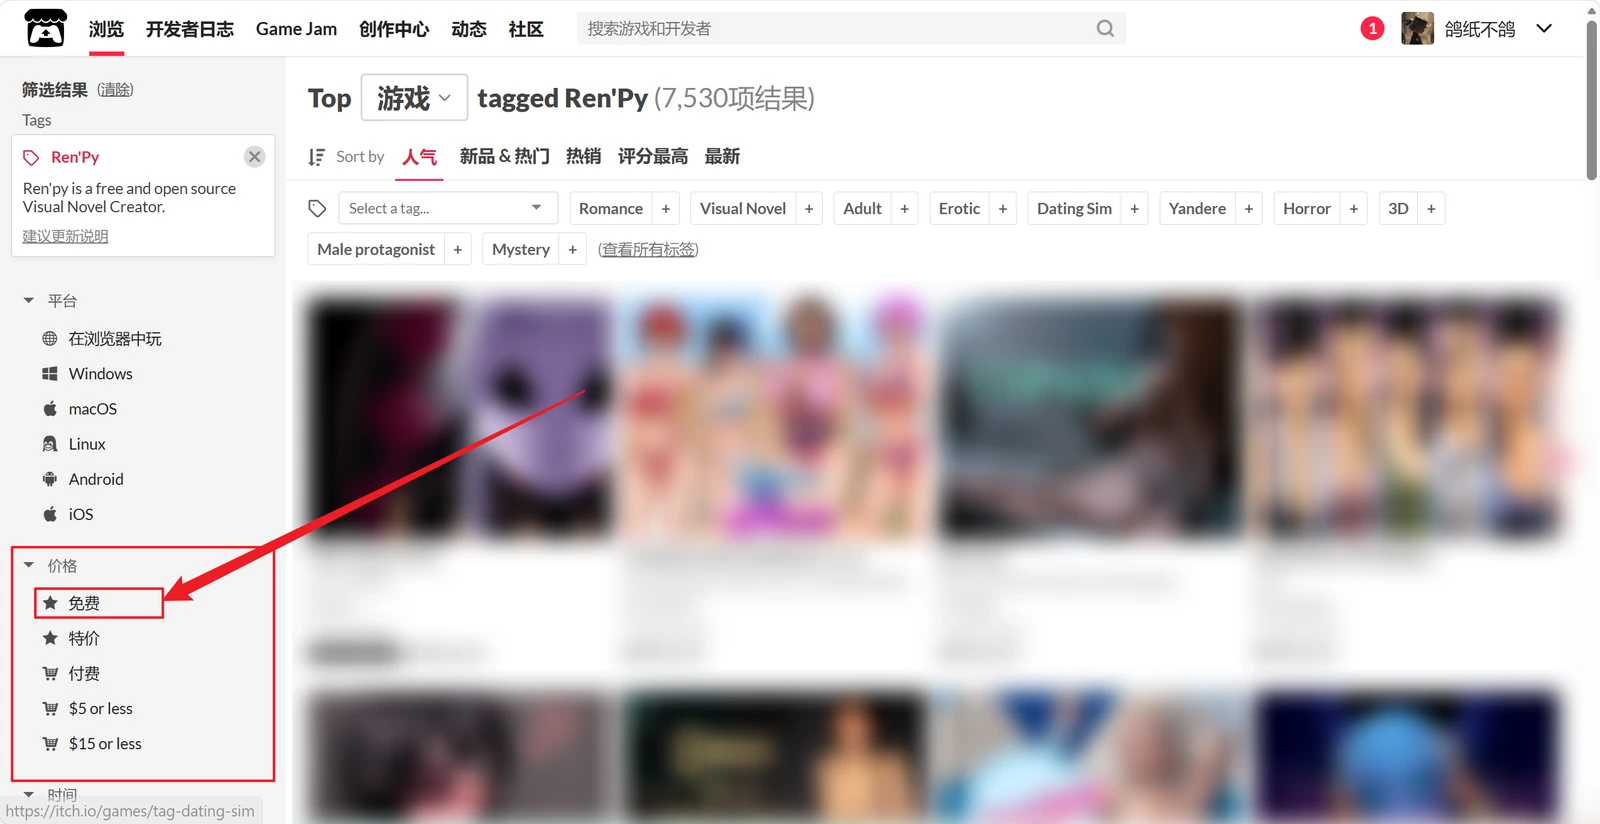 浏览 开发者日志 Game Jam 创作中心 动态 社区 搜索游戏和开发者 1 鸽纸不鸽
筛选结果 (清除)
Tags
Ren'Py
Ren'py is a free and open source
Visual Novel Creator.
建议更新说明
平台
在浏览器中玩
Windows
macOS
Linux
Android
iOS
价格
免费
特价
付费
$5 or less
$15 or less
时间
https://itch.io/games/tag-dating-sim
Top 游戏 tagged Ren'Py (7,530项结果)
Sort by 人气 新品 & 热门 热销 评分最高 最新
Select a tag... Romance + Visual Novel + Adult + Erotic + Dating Sim + Yandere + Horror + 3D +
Male protagonist + Mystery + (查看所有标签)